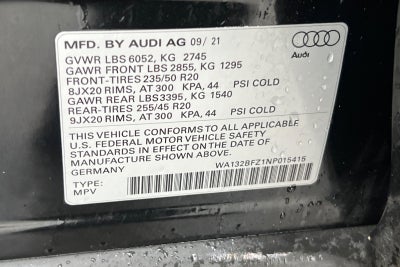 MFD. BY AUDI AG 09/21
GVWR LBS 6052, KG 2745
GAWR FRONT LBS 2855, KG 1295
FRONT-TIRES 235/50 R20
8JX20 RIMS, AT 300 KPA, 44 PSI COLD
GAWR REAR LBS3395, KG 1540
REAR-TIRES 255/45 R20
9JX20 RIMS, AT 300 KPA, 44 PSI COLD
THIS VEHICLE CONFORMS TO ALL APPLICABLE
U.S. FEDERAL MOTOR VEHICLE SAFETY
STANDARDS IN EFFECT ON THE DATE OF
MANUFACTURE SHOWN ABOVE.
GERMANY WA132BFZ1NP015415
TYPE:
MPV
Audi